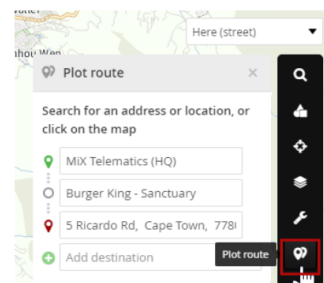 Here (street)
Plot route
Search for an address or location, or
click on the map
MiX Telematics (HQ)
Burger King - Sanctuary
5 Ricardo Rd, Cape Town, 778
Add destination
Plot route